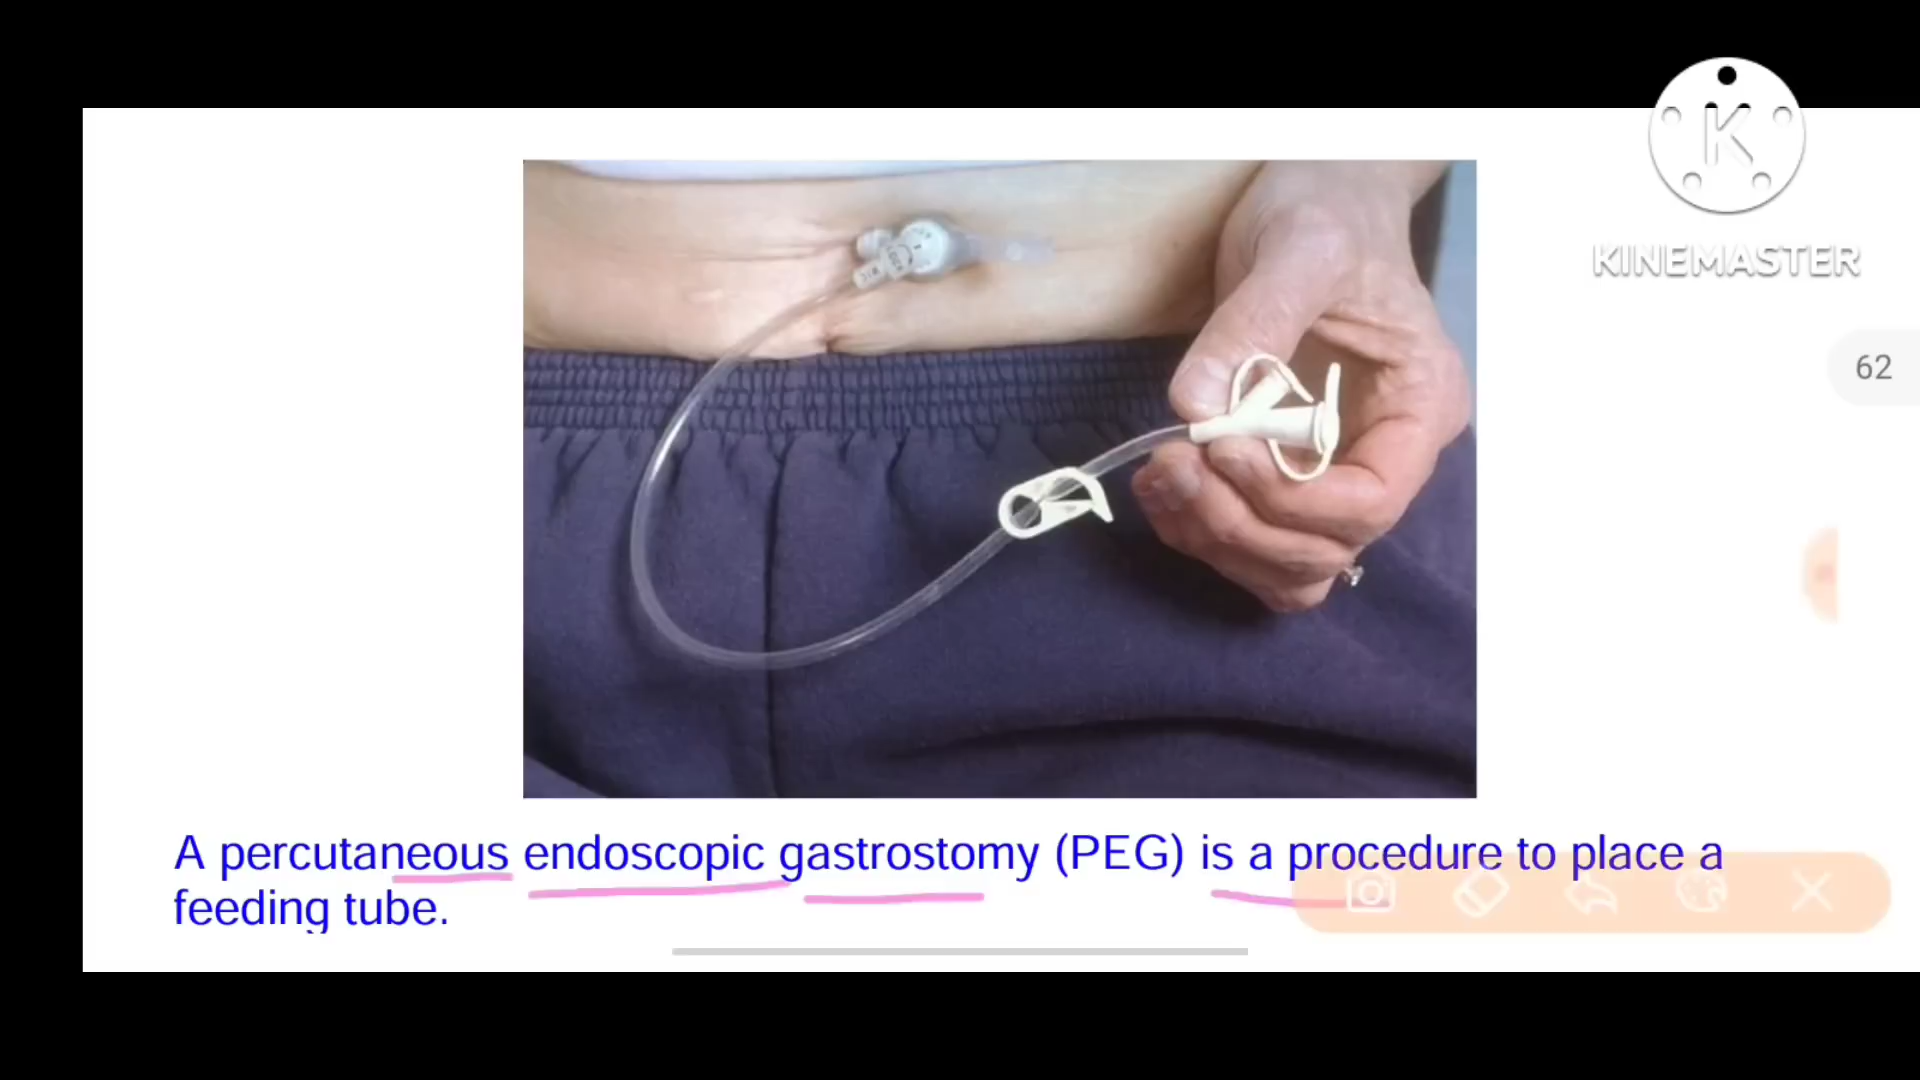 K
KINEMASTER
62
A percutaneous endoscopic gastrostomy (PEG) is a procedure to place a
feeding tube.